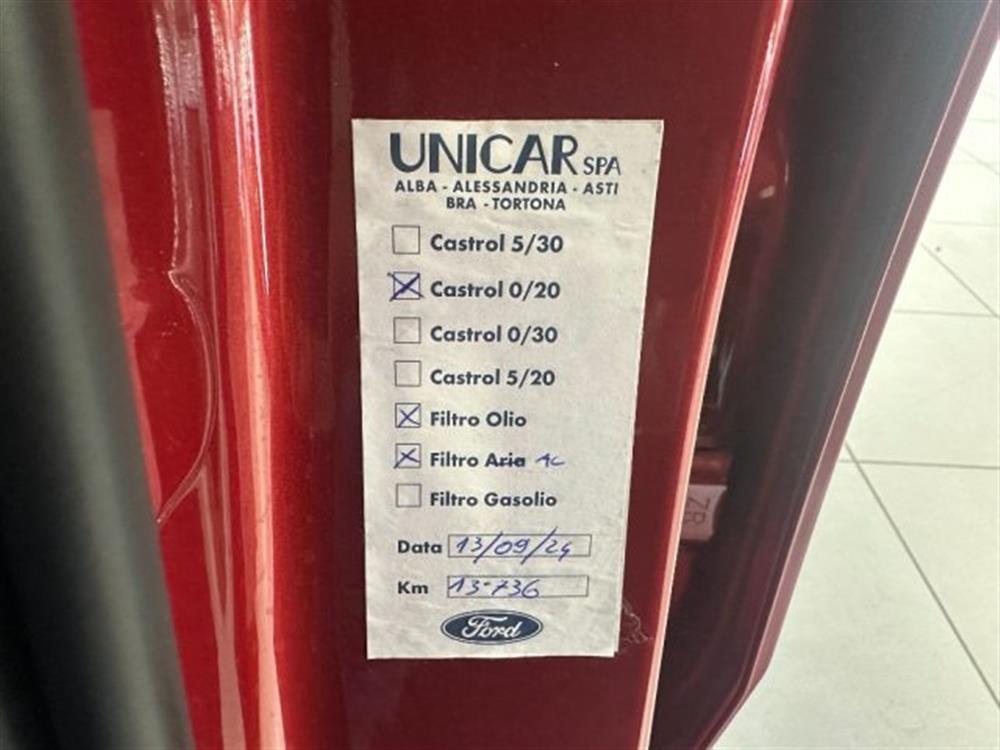 UNICAR SPA
ALBA - ALESSANDRIA - ASTI
BRA - TORTONA
Castrol 5/30
Castrol 0/20
Castrol 0/30
Castrol 5/20
Filtro Olio
Filtro Aria AC
Filtro Gasolio
Data 13/09/24
Km 13-736
Ford
ZR